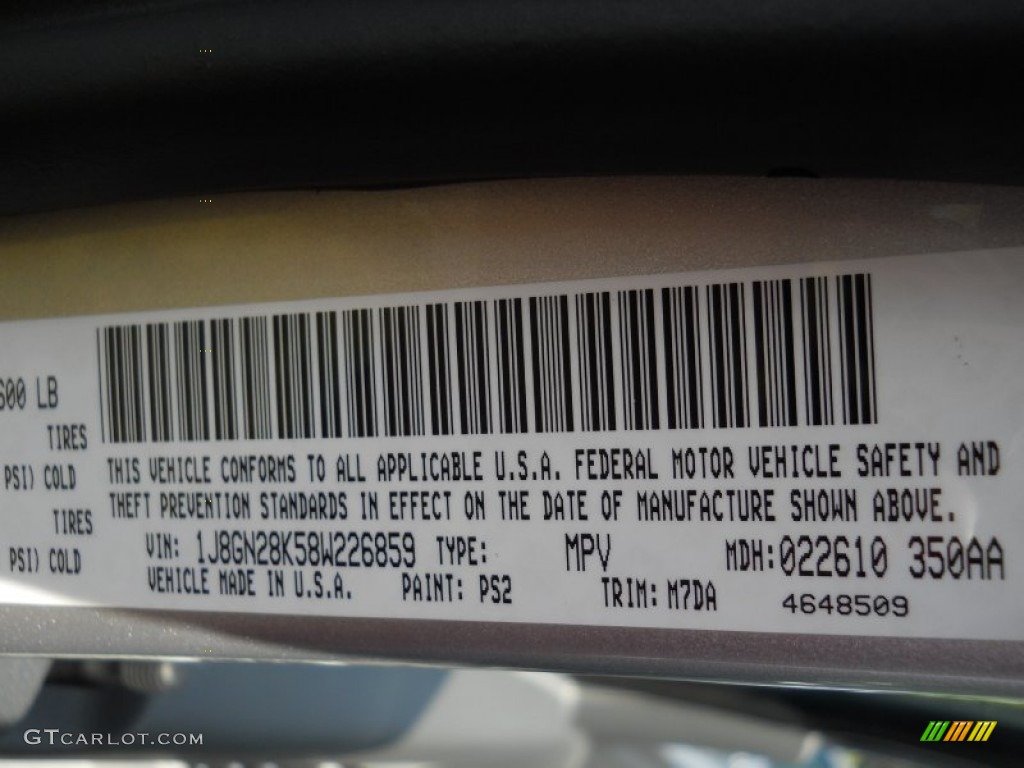 600 LB
TIRES
PSI) COLD
TIRES
PSI) COLD
THIS VEHICLE CONFORMS TO ALL APPLICABLE U.S.A. FEDERAL MOTOR VEHICLE SAFETY AND
THEFT PREVENTION STANDARDS IN EFFECT ON THE DATE OF MANUFACTURE SHOWN ABOVE.
VIN: 1J8GN28K58W226859 TYPE: MPV MDH:022610 350AA
VEHICLE MADE IN U.S.A. PAINT: PS2 TRIM: M7DA 4648509
GTCARLOT.COM